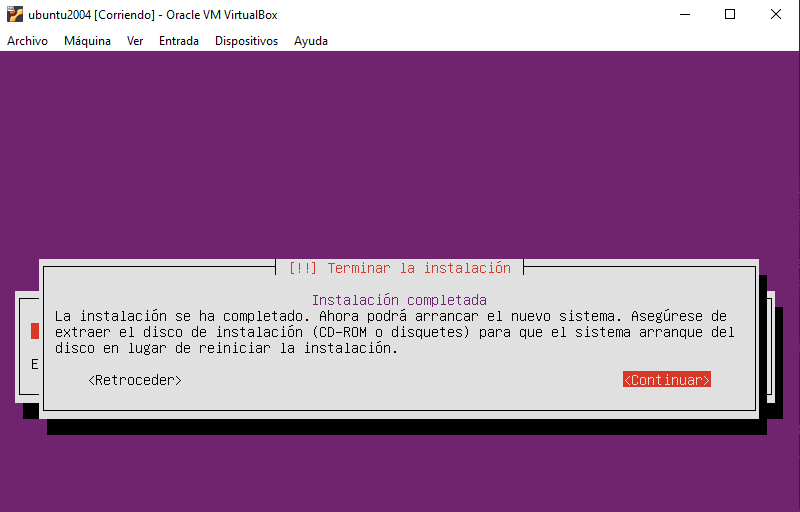 ubuntu2004 [Corriendo] - Oracle VM VirtualBox
Archivo Máquina Ver Entrada Dispositivos Ayuda
[!!] Terminar la instalación
Instalación completada
La instalación se ha completado. Ahora podrá arrancar el nuevo sistema. Asegúrese de
extraer el disco de instalación (CD-ROM o disquetes) para que el sistema arranque del
disco en lugar de reiniciar la instalación.
E
<Retroceder> <Continuar>